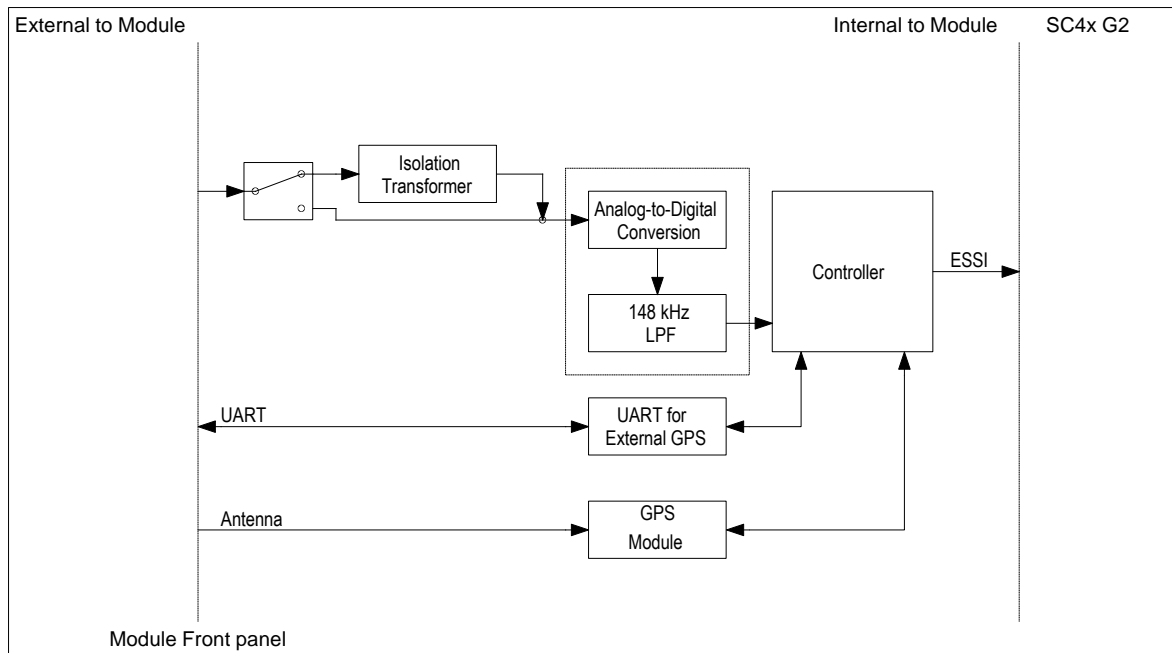 External to Module
Internal to Module
SC4x G2
Isolation
Transformer
Analog-to-Digital
Conversion
148 kHz
LPF
Controller
ESSI
UART
UART for
External GPS
Antenna
GPS
Module
Module Front panel